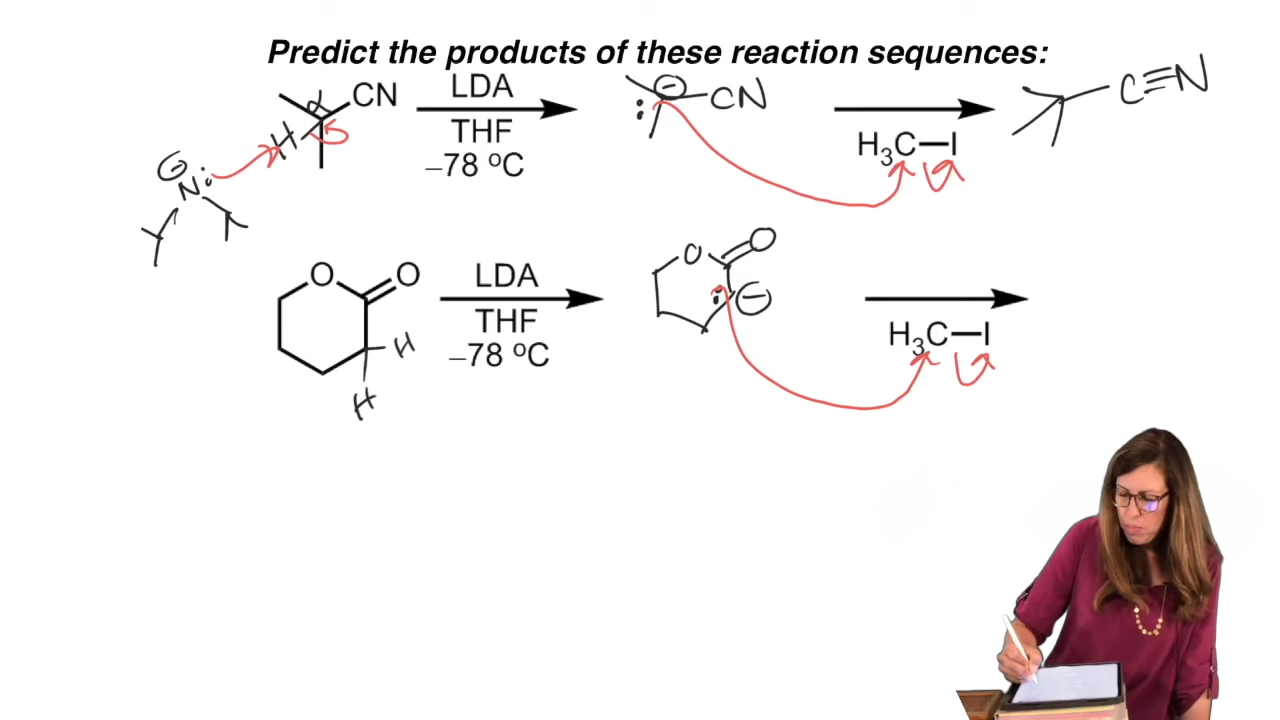 Predict the products of these reaction sequences:
α CN
H
LDA
THF
–78 °C
⊖
: CN
H₃C–I
C≡N
⊖
N:
O O
H
H
LDA
THF
–78 °C
O O
: ⊖
H₃C–I